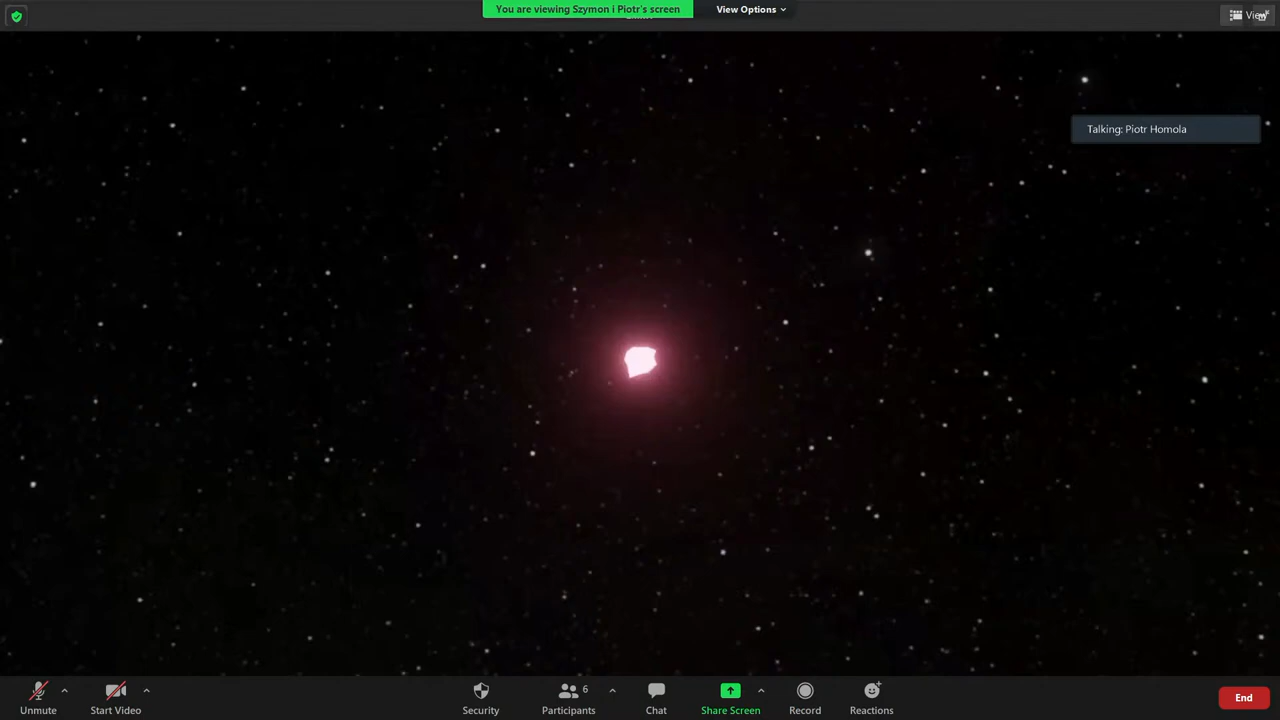 You are viewing Szymon i Piotr's screen
View Options
View
Talking: Piotr Homola
Unmute
Start Video
Security
6
Participants
Chat
Share Screen
Record
Reactions
End